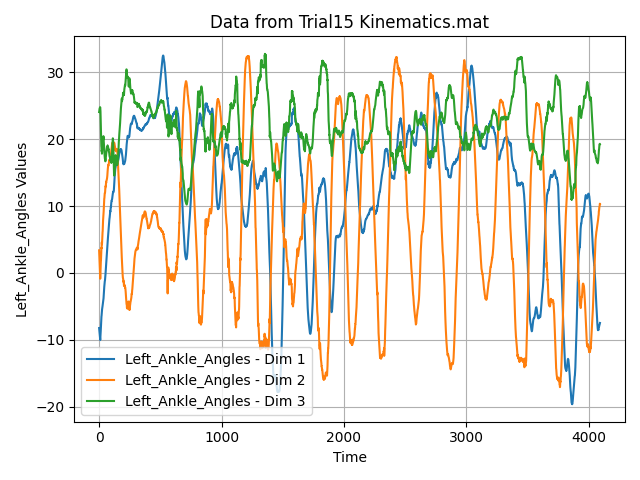 Data from Trial15 Kinematics.mat
Left_Ankle_Angles Values
30
20
10
0
−10
−20
Left_Ankle_Angles - Dim 1
Left_Ankle_Angles - Dim 2
Left_Ankle_Angles - Dim 3
0 1000 2000 3000 4000
Time